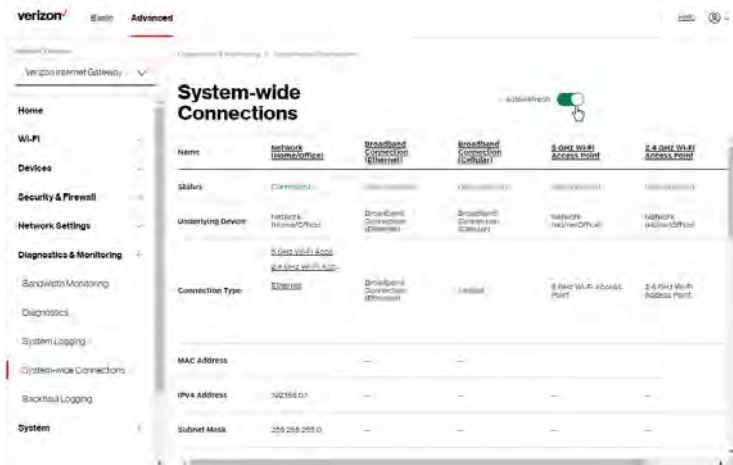 verizon Basic Advanced Help
Verizon Internet Gateway
Home
Wi-Fi
Devices
Security & Firewall
Network Settings
Diagnostics & Monitoring
Bandwidth Monitoring
Diagnostics
System Logging
System-wide Connections
Backhaul Logging
System
System-wide
Connections
Autorefresh
Name
Network
(Home/Office)
Broadband
Connection
(Ethernet)
Broadband
Connection
(Cellular)
5 GHz Wi-Fi
Access Point
2.4 GHz Wi-Fi
Access Point
Status
Connected
Underlying Device
Network
(Home/Office)
Broadband
Connection
(Ethernet)
Broadband
Connection
(Cellular)
Network
(Home/Office)
Network
(Home/Office)
Connection Type
5 GHz Wi-Fi Acce
2.4 GHz Wi-Fi Acc
Ethernet
Broadband
Connection
(Ethernet)
5 GHz Wi-Fi Access
Point
2.4 GHz Wi-Fi
Access Point
MAC Address
— —
IPv4 Address
192.168.0.1
— — — —
Subnet Mask
255.255.255.0
— — — —